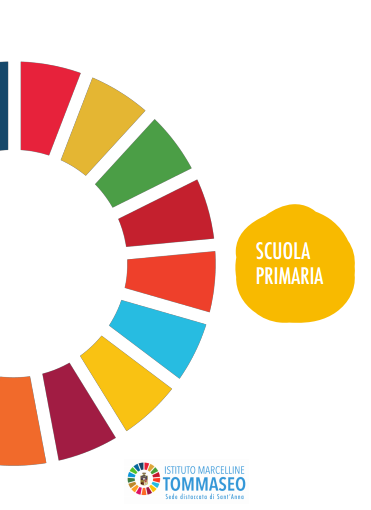 SCUOLA
PRIMARIA
ISTITUTO MARCELLINE
TOMMASEO
Sede distaccata di Sant'Anna